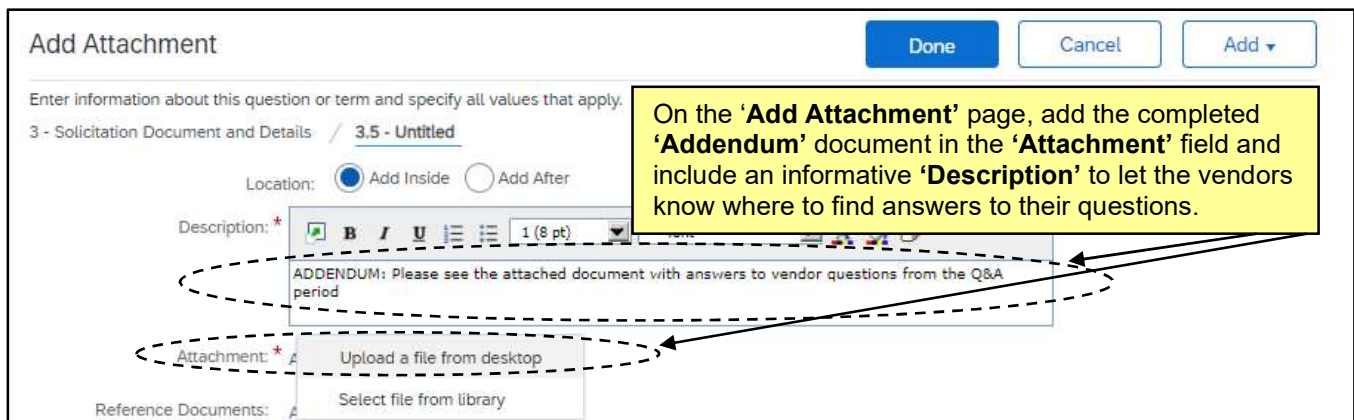 Add Attachment
Done
Cancel
Add
Enter information about this question or term and specify all values that apply.
3 - Solicitation Document and Details / 3.5 - Untitled
On the ‘Add Attachment’ page, add the completed
‘Addendum’ document in the ‘Attachment’ field and
include an informative ‘Description’ to let the vendors
know where to find answers to their questions.
Location: Add Inside Add After
Description: *
B I U 1 (8 pt)
ADDENDUM: Please see the attached document with answers to vendor questions from the Q&A
period
Attachment: * A
Upload a file from desktop
Select file from library
Reference Documents: A